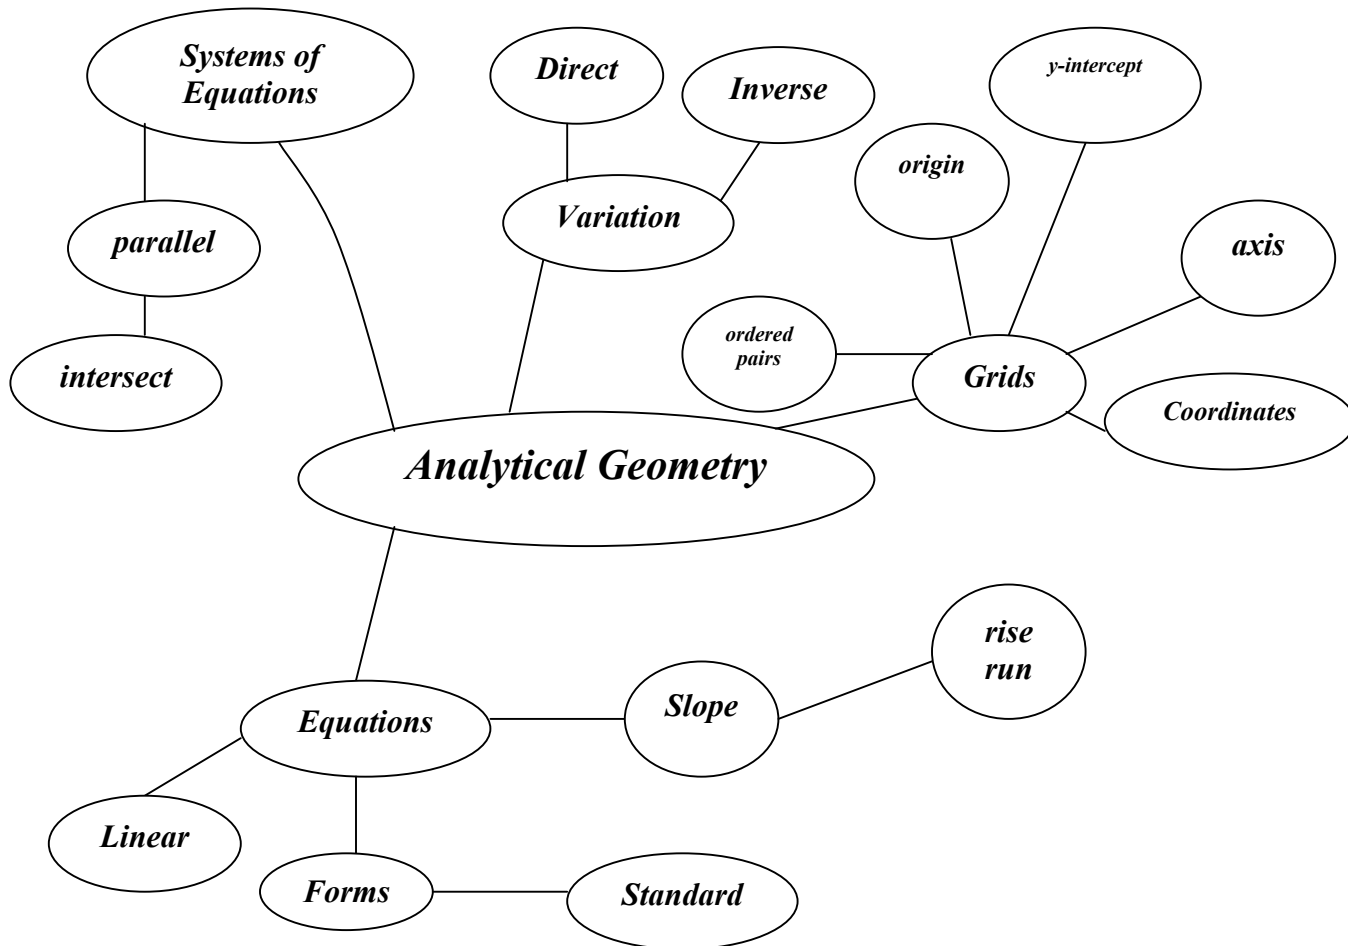 Systems of
Equations
Direct
Inverse
y-intercept
origin
Variation
parallel
axis
ordered
pairs
intersect
Grids
Coordinates
Analytical Geometry
rise
run
Slope
Equations
Linear
Forms
Standard